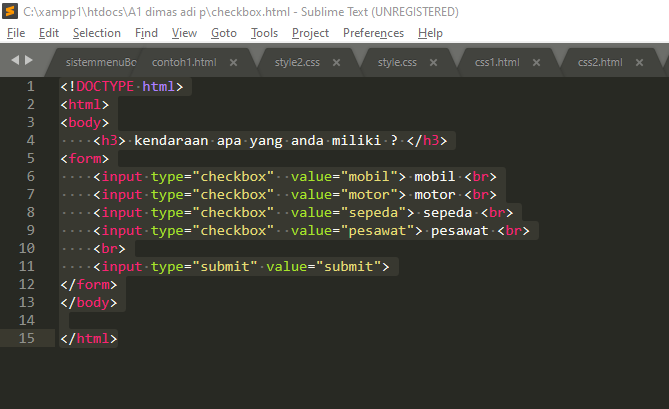 C:\xampp1\htdocs\A1 dimas adi p\checkbox.html - Sublime Text (UNREGISTERED)
File Edit Selection Find View Goto Tools Project Preferences Help
sistemmenuBo contoh1.html style2.css style.css css1.html css2.html
1 <!DOCTYPE html>
2 <html>
3 <body>
4     <h3> kendaraan apa yang anda miliki ? </h3>
5 <form>
6     <input type="checkbox"  value="mobil"> mobil <br>
7     <input type="checkbox"  value="motor"> motor <br>
8     <input type="checkbox"  value="sepeda"> sepeda <br>
9     <input type="checkbox"  value="pesawat"> pesawat <br>
10     <br>
11     <input type="submit" value="submit">
12 </form>
13 </body>
14
15 </html>